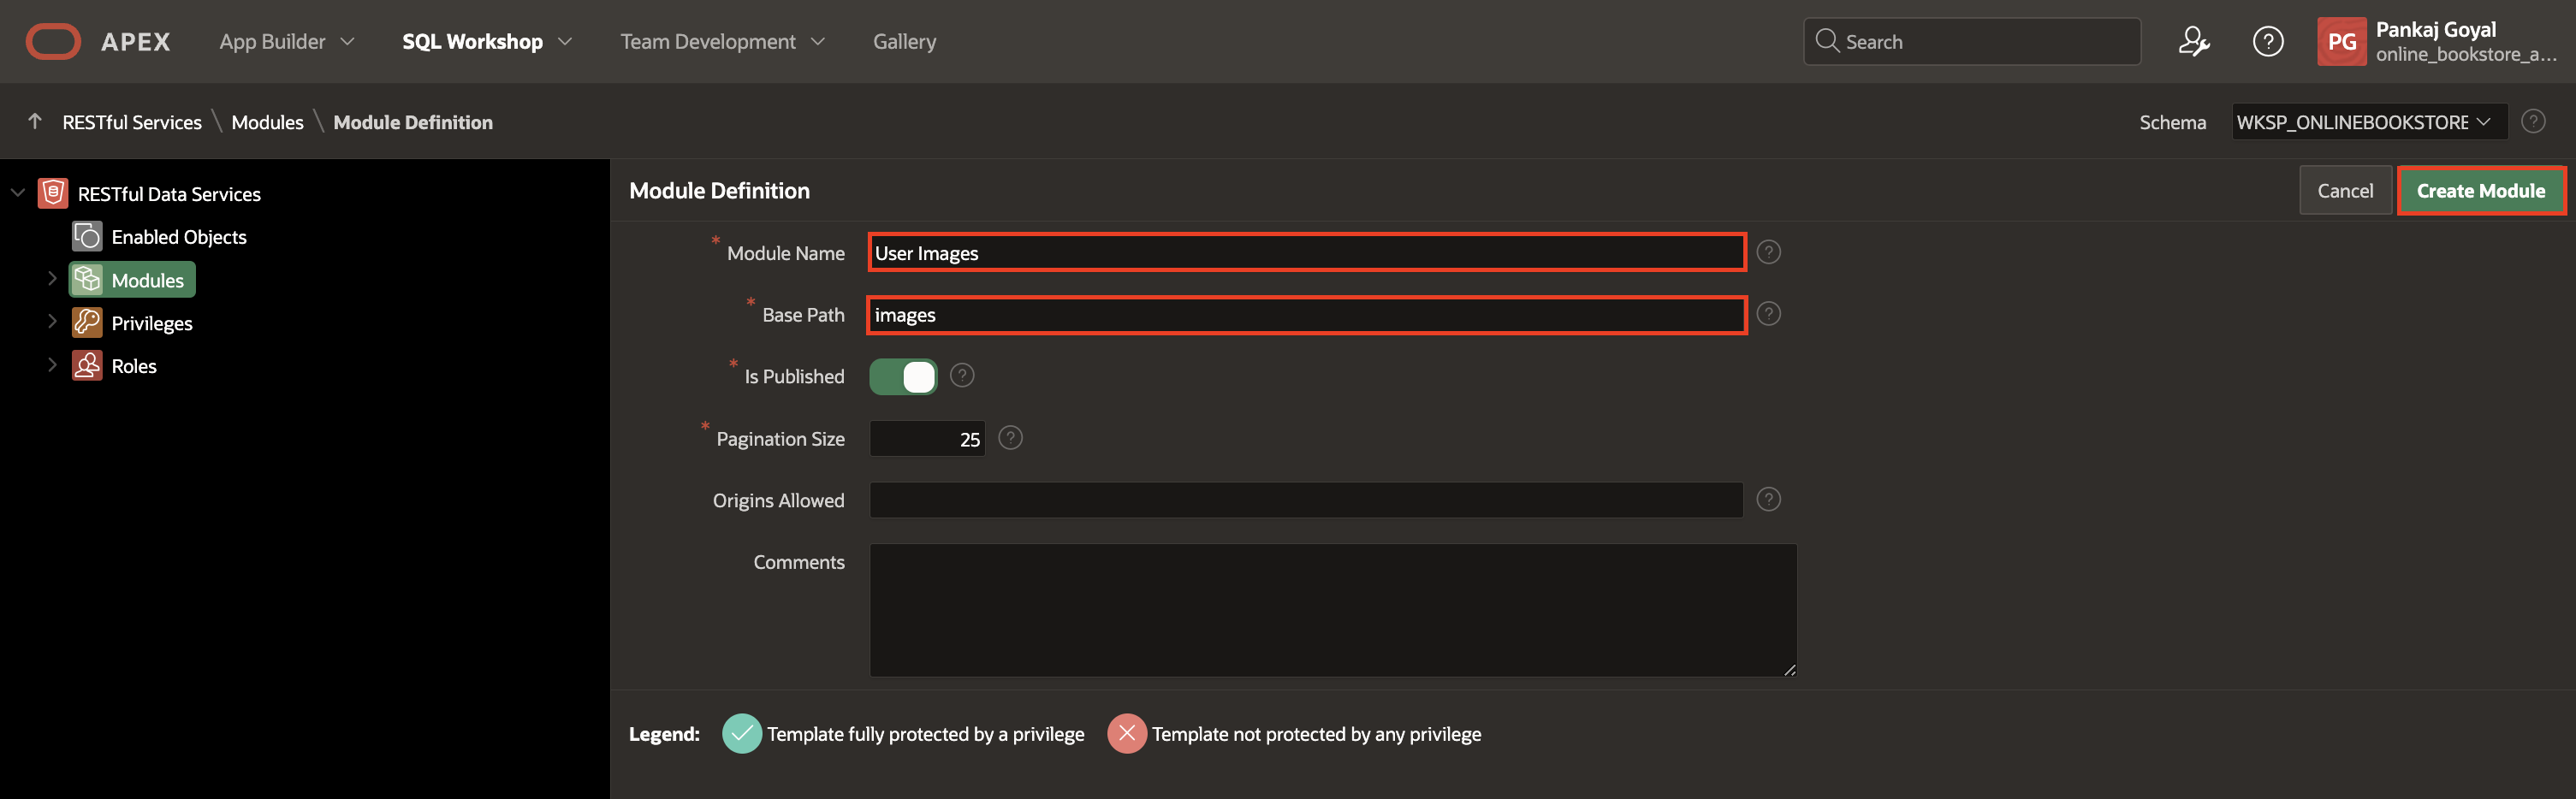 APEX App Builder SQL Workshop Team Development Gallery Search PG Pankaj Goyal
online_bookstore_a...
RESTful Services \ Modules \ Module Definition Schema WKSP_ONLINEBOOKSTORE ?
RESTful Data Services
Enabled Objects
Modules
Privileges
Roles
Module Definition Cancel Create Module
* Module Name User Images ?
* Base Path images ?
* Is Published ?
* Pagination Size 25 ?
Origins Allowed ?
Comments
Legend: Template fully protected by a privilege Template not protected by any privilege